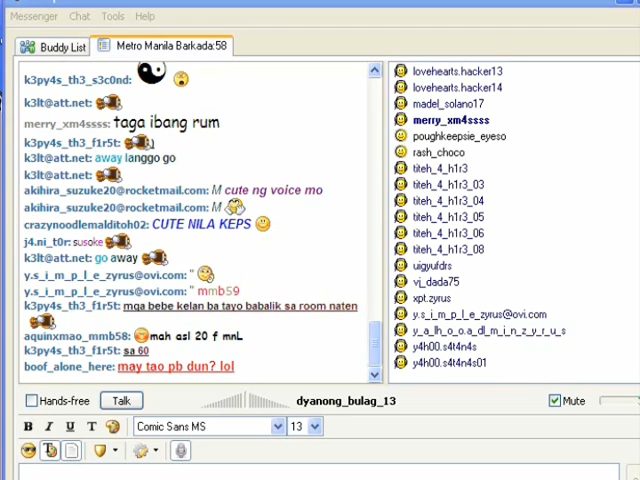 Messenger Chat Tools Help
Buddy List Metro Manila Barkada:58
k3py4s_th3_s3c0nd:
k3lt@att.net:
merry_xm4ssss: taga ibang rum
k3py4s_th3_f1r5t: )
k3lt@att.net: away langgo go
k3lt@att.net:
akihira_suzuke20@rocketmail.com: M cute ng voice mo
akihira_suzuke20@rocketmail.com: M
crazynoodlemalditoh02: CUTE NILA KEPS
j4.ni_t0r: susoke
k3lt@att.net: go away
y.s_i_m_p_l_e_zyrus@ovi.com: "
y.s_i_m_p_l_e_zyrus@ovi.com: " mmb59
k3py4s_th3_f1r5t: mga bebe kelan ba tayo babalik sa room naten
aquinxmao_mmb58: mah asl 20 f mnL
k3py4s_th3_f1r5t: sa 60
boof_alone_here: may tao pb dun? lol
lovehearts.hacker13
lovehearts.hacker14
madel_solano17
merry_xm4ssss
poughkeepsie_eyeso
rash_choco
titeh_4_h1r3
titeh_4_h1r3_03
titeh_4_h1r3_04
titeh_4_h1r3_05
titeh_4_h1r3_06
titeh_4_h1r3_08
uigyufdrs
vj_dada75
xpt.zyrus
y.s_i_m_p_l_e_zyrus@ovi.com
y_a_lh_o_o.a_dl_m_i_n_z_y_r_u_s
y4h00.s4t4n4s
y4h00.s4t4n4s01
Hands-free Talk dyanong_bulag_13 Mute
B I U T Comic Sans MS 13